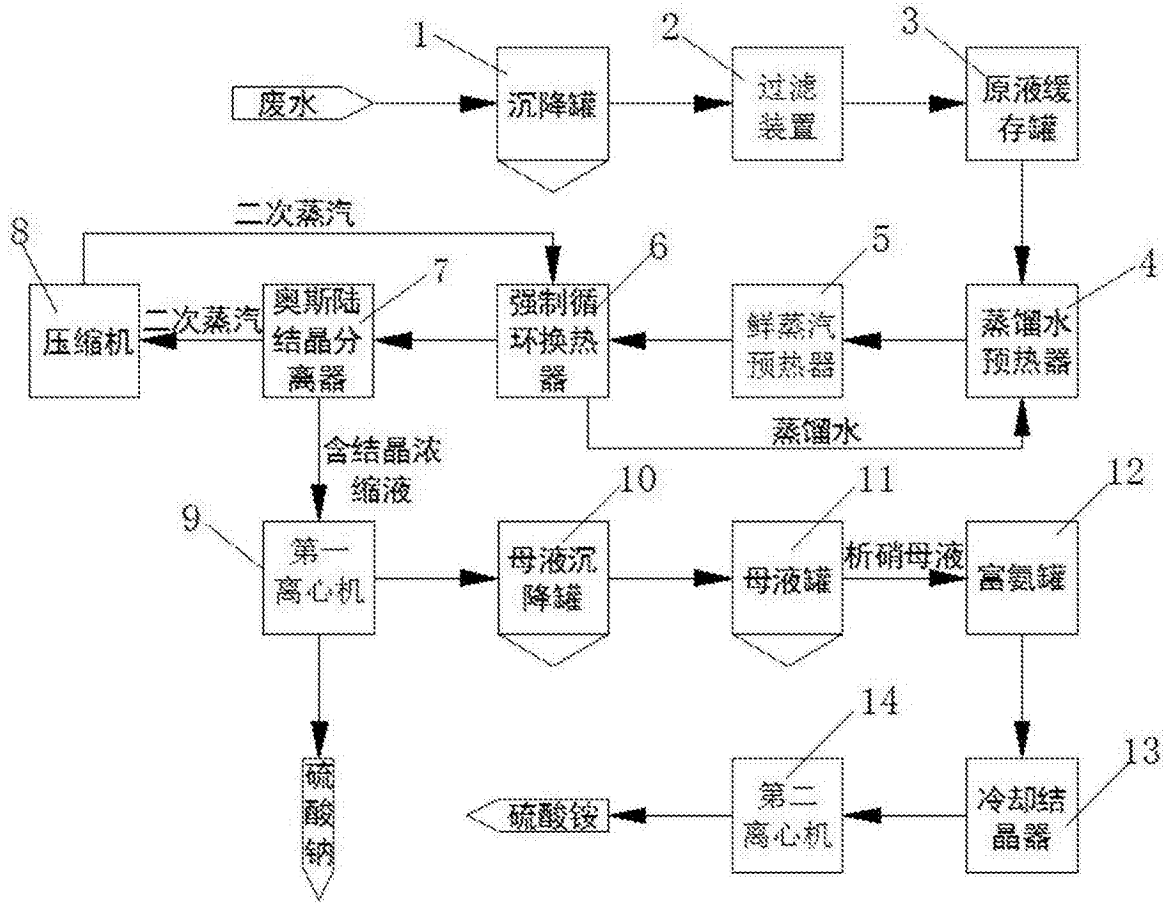 1
2
3
废水
沉降罐
过滤
装置
原液缓
存罐
二次蒸汽
8
7
6
5
4
压缩机
二次蒸汽
奥斯陆
结晶分
离器
强制循
环换热
器
鲜蒸汽
预热器
蒸馏水
预热器
蒸馏水
含结晶浓
缩液
9
10
11
12
第一
离心机
母液沉
降罐
母液罐
析硝母液
富氨罐
14
13
硫
酸
钠
硫酸铵
第二
离心机
冷却结
晶器